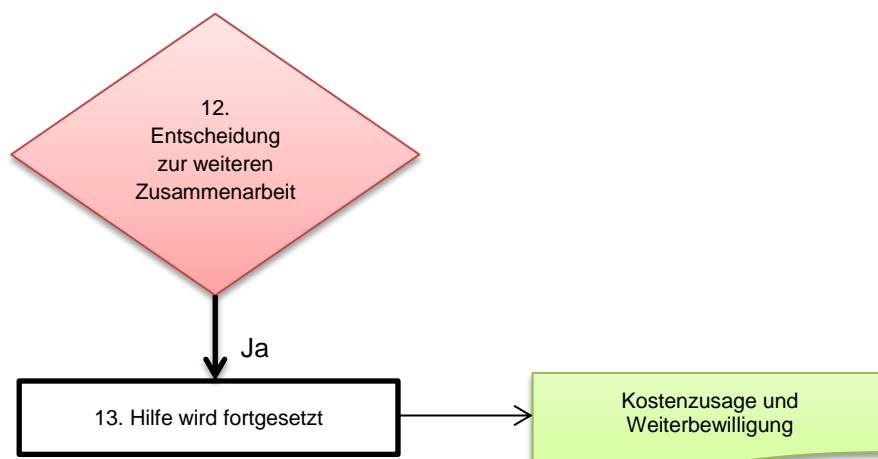 12.
Entscheidung
zur weiteren
Zusammenarbeit
Ja
13. Hilfe wird fortgesetzt
Kostenzusage und
Weiterbewilligung